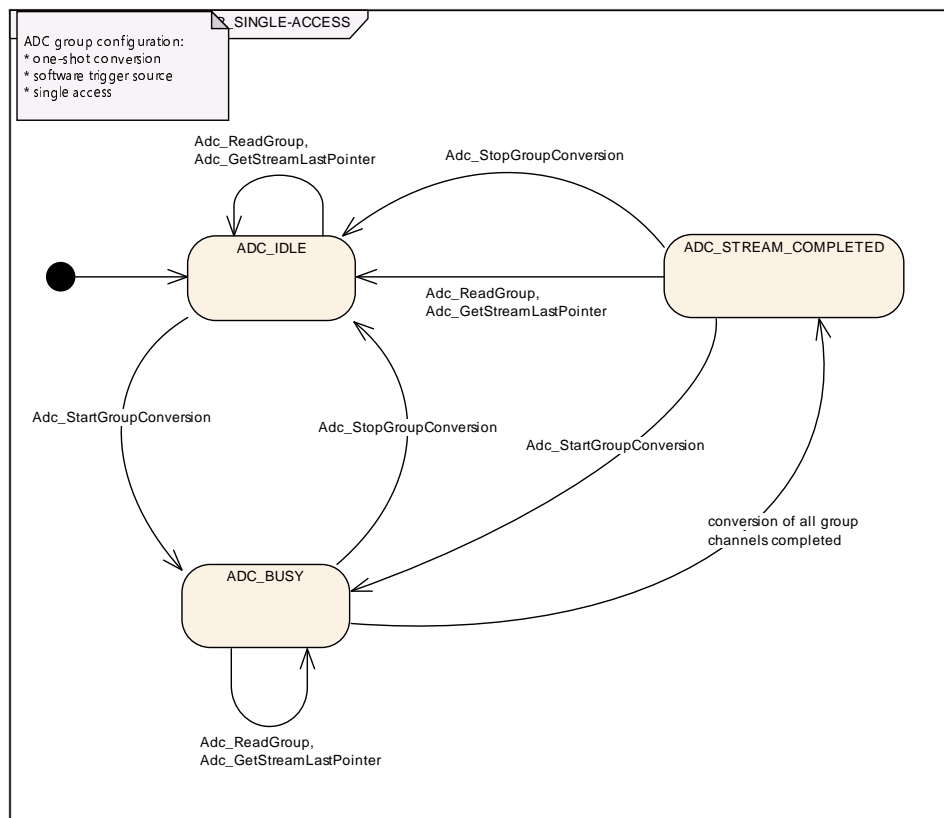 _SINGLE-ACCESS
ADC group configuration:
* one-shot conversion
* software trigger source
* single access
Adc_ReadGroup,
Adc_GetStreamLastPointer
Adc_StopGroupConversion
ADC_IDLE
ADC_STREAM_COMPLETED
Adc_ReadGroup,
Adc_GetStreamLastPointer
Adc_StartGroupConversion
Adc_StopGroupConversion
Adc_StartGroupConversion
conversion of all group
channels completed
ADC_BUSY
Adc_ReadGroup,
Adc_GetStreamLastPointer